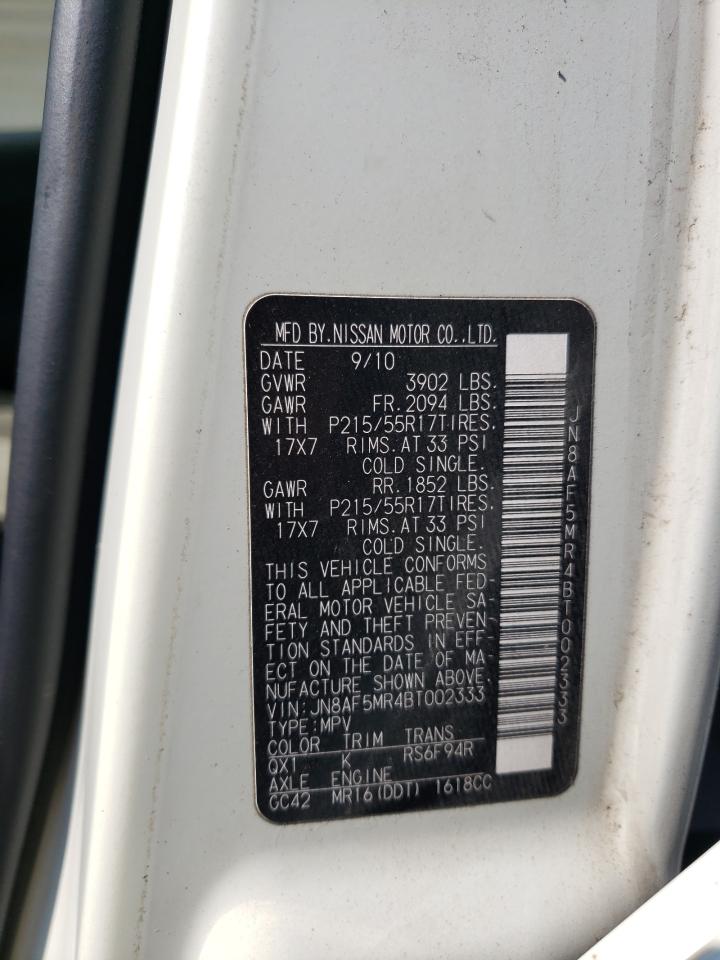 MFD BY.NISSAN MOTOR CO.,LTD.
DATE 9/10
GVWR 3902 LBS.
GAWR FR.2094 LBS.
WITH P215/55R17TIRES.
17X7 RIMS.AT 33 PSI
COLD SINGLE.
GAWR RR.1852 LBS.
WITH P215/55R17TIRES.
17X7 RIMS.AT 33 PSI
COLD SINGLE.
THIS VEHICLE CONFORMS
TO ALL APPLICABLE FED-
ERAL MOTOR VEHICLE SA-
FETY AND THEFT PREVEN-
TION STANDARDS IN EFF-
ECT ON THE DATE OF MA-
NUFACTURE SHOWN ABOVE.
VIN:JN8AF5MR4BT002333
TYPE:MPV
COLOR TRIM TRANS
QX1 K RS6F94R
AXLE ENGINE
GC42 MR16(DDT) 1618CC
JN8AF5MR4BT002333